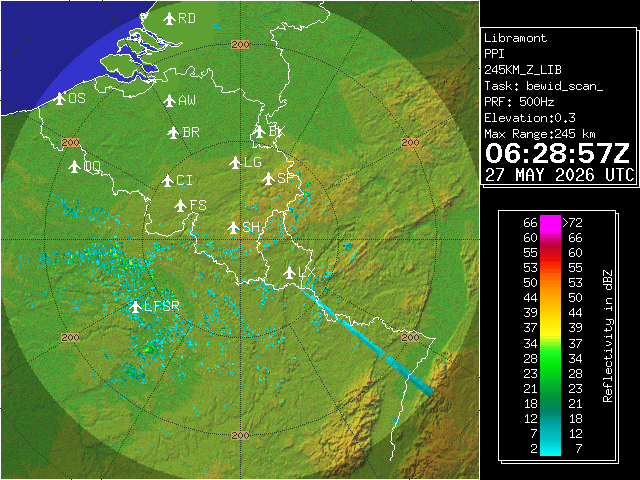 RD
200
OS
AW
BR
BK
200
200
QQ
LG
CI
SP
FS
SH
LX
LFSR
200
200
200
Libramont
PPI
245KM_Z_LIB
Task: bewid_scan_
PRF: 500Hz
Elevation:0.3
Max Range:245 km
06:28:57Z
27 MAY 2026 UTC
66 >72
60 66
55 60
53 55
50 53
44 50
39 44
37 39
34 37
28 34
23 28
21 23
18 21
12 18
7 12
2 7
Reflectivity in dBZ